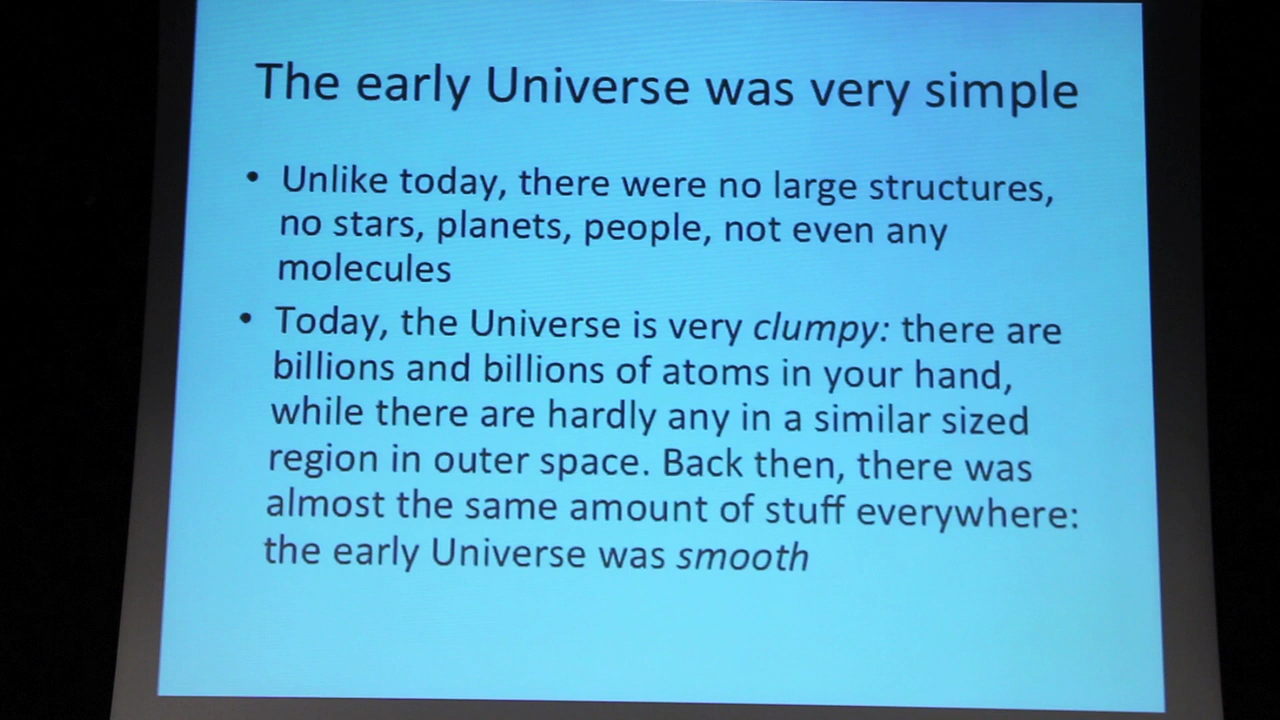 The early Universe was very simple
• Unlike today, there were no large structures,
no stars, planets, people, not even any
molecules
• Today, the Universe is very clumpy: there are
billions and billions of atoms in your hand,
while there are hardly any in a similar sized
region in outer space. Back then, there was
almost the same amount of stuff everywhere:
the early Universe was smooth